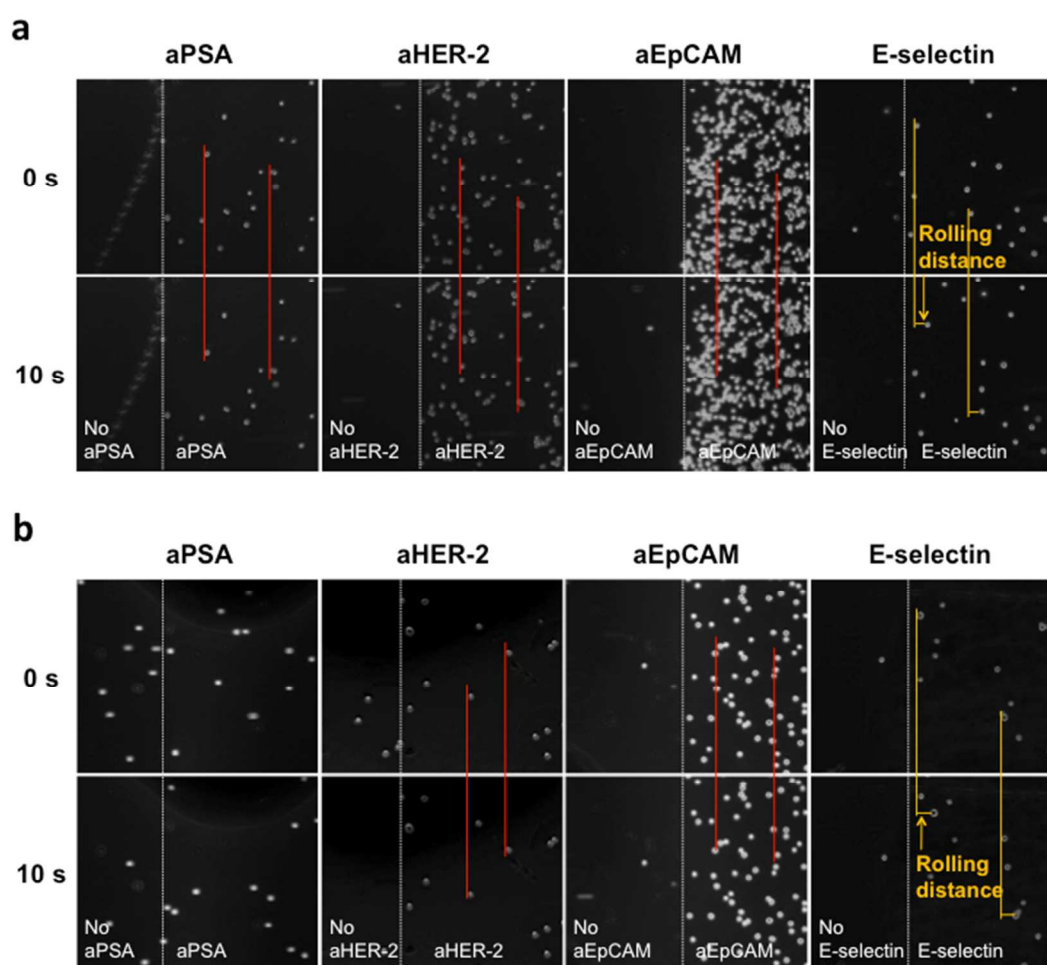 a
aPSA aHER-2 aEpCAM E-selectin
0 s
Rolling
distance
10 s
No No No No
aPSA aPSA aHER-2 aHER-2 aEpCAM aEpCAM E-selectin E-selectin
b
aPSA aHER-2 aEpCAM E-selectin
0 s
10 s
Rolling
distance
No No No No
aPSA aPSA aHER-2 aHER-2 aEpCAM aEpCAM E-selectin E-selectin